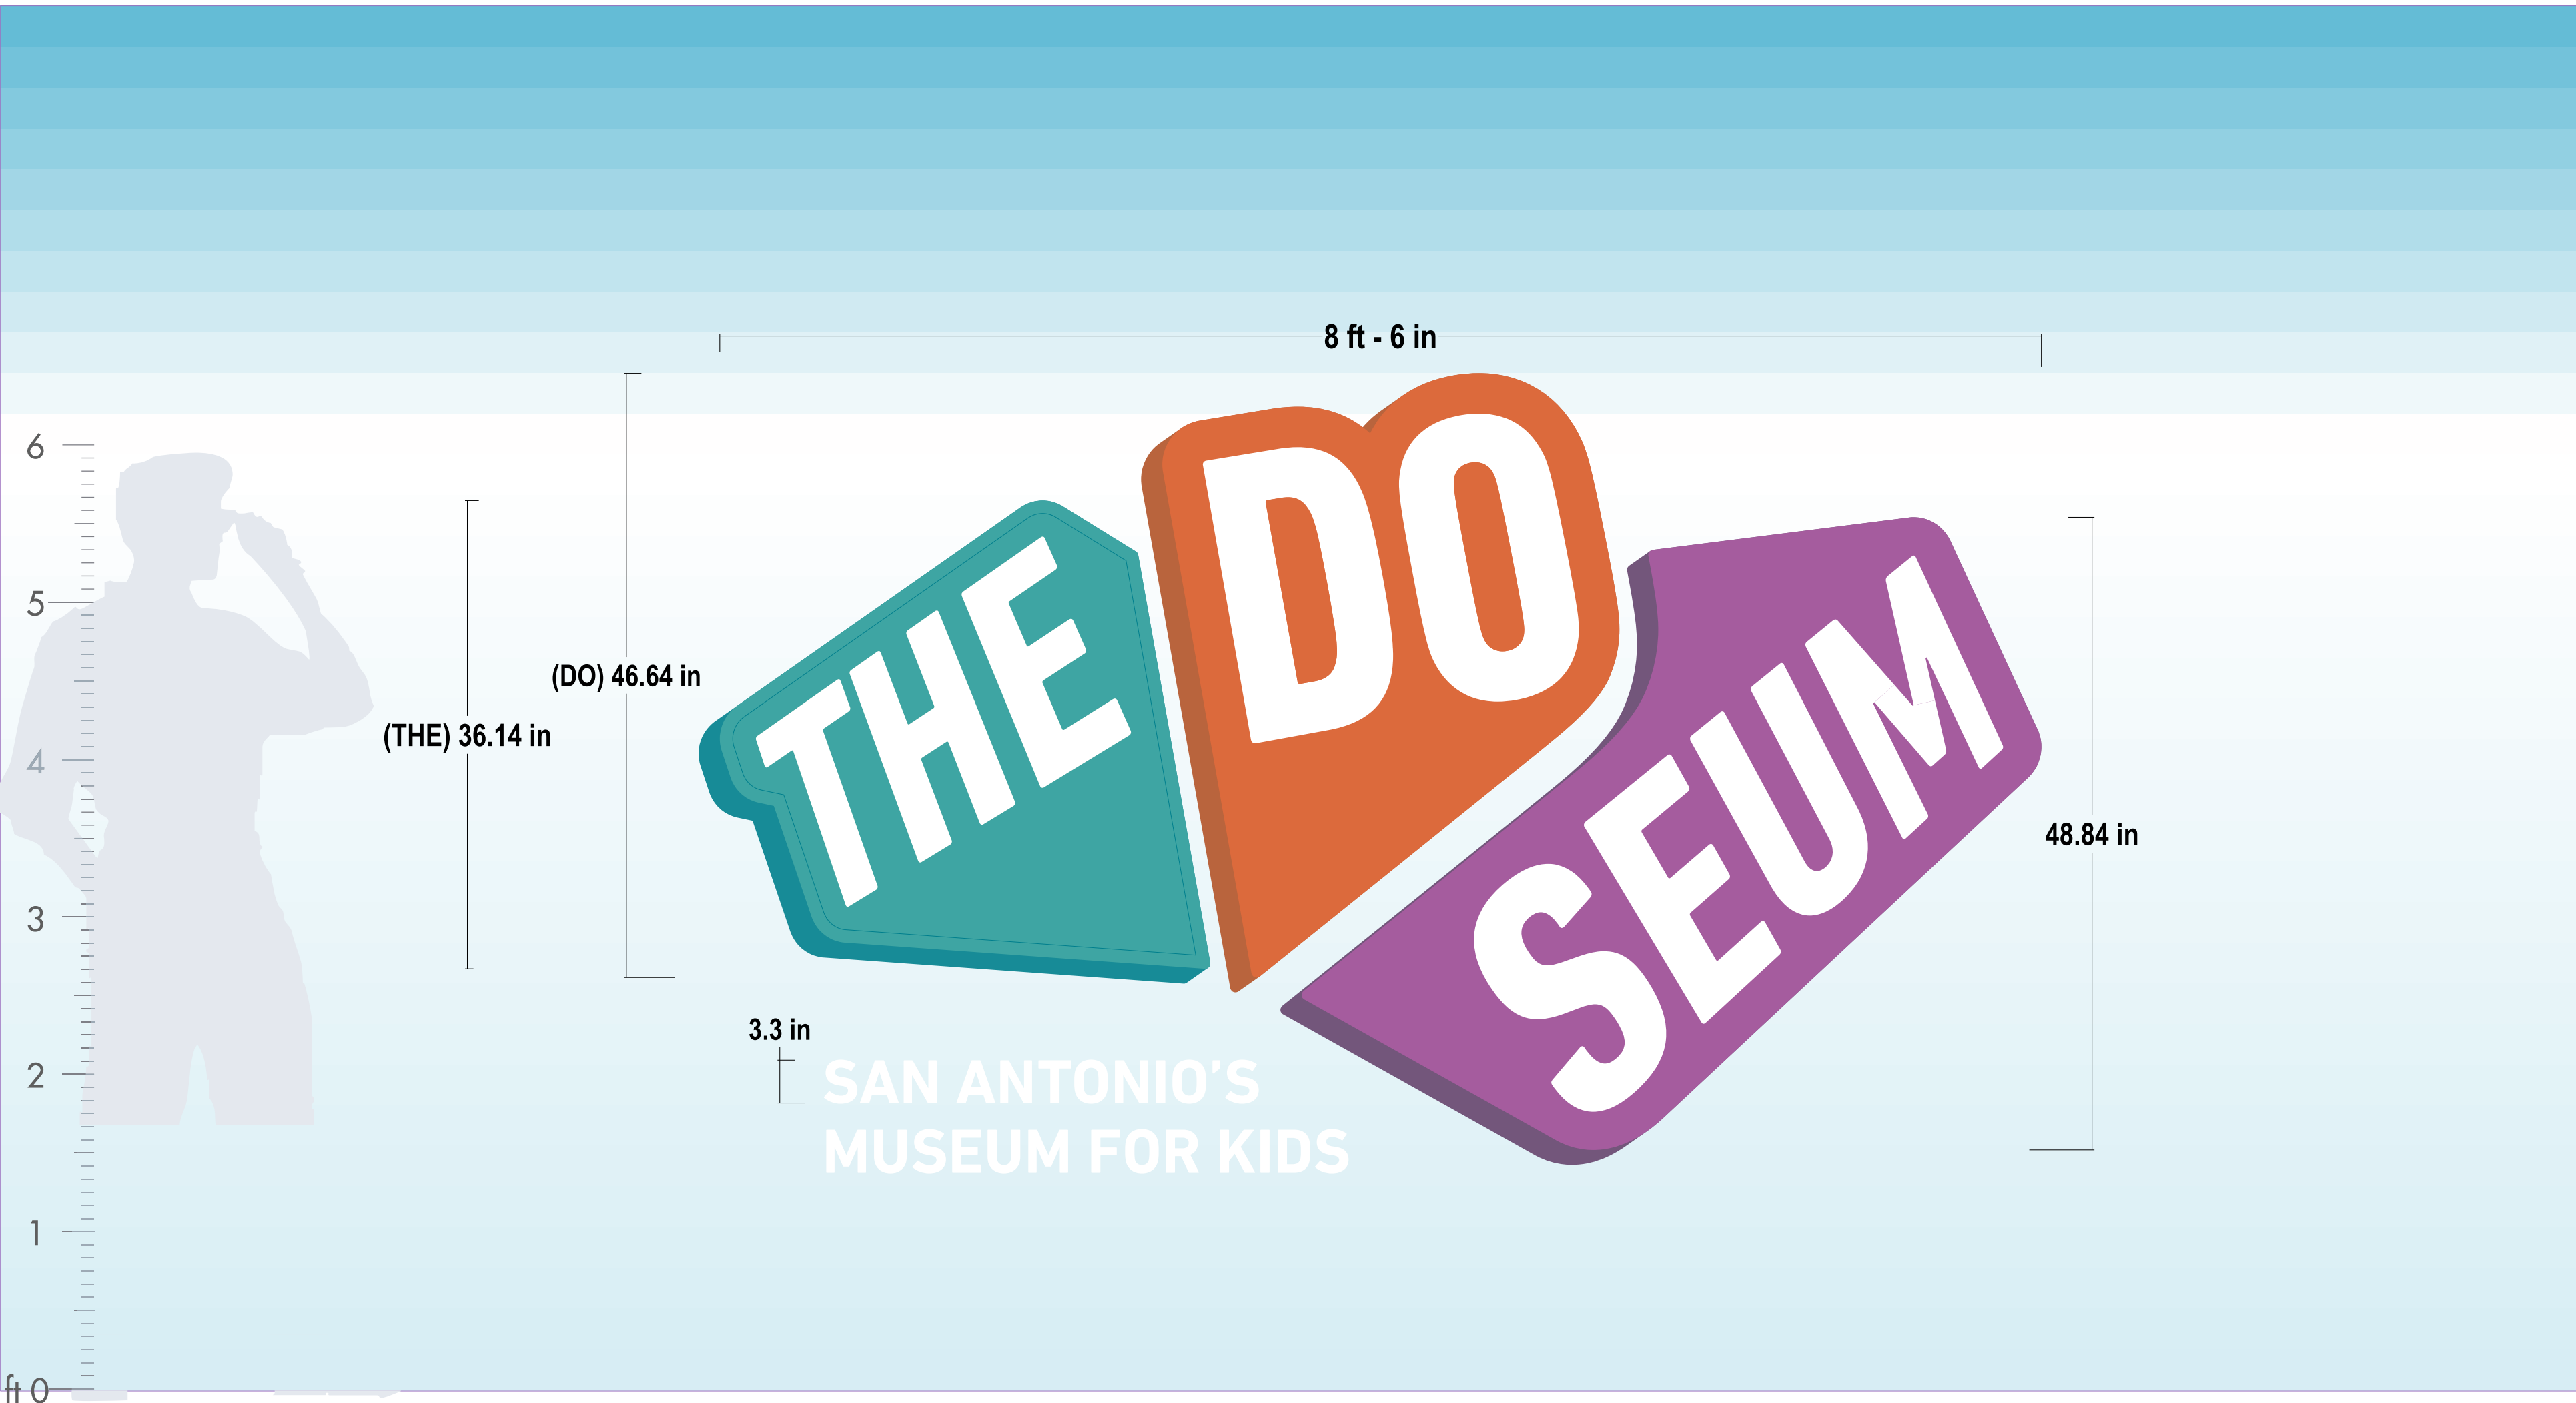 8 ft - 6 in
6
5
4
3
2
1
ft 0
(THE) 36.14 in
(DO) 46.64 in
48.84 in
3.3 in
THE
DO
SEUM
SAN ANTONIO'S
MUSEUM FOR KIDS